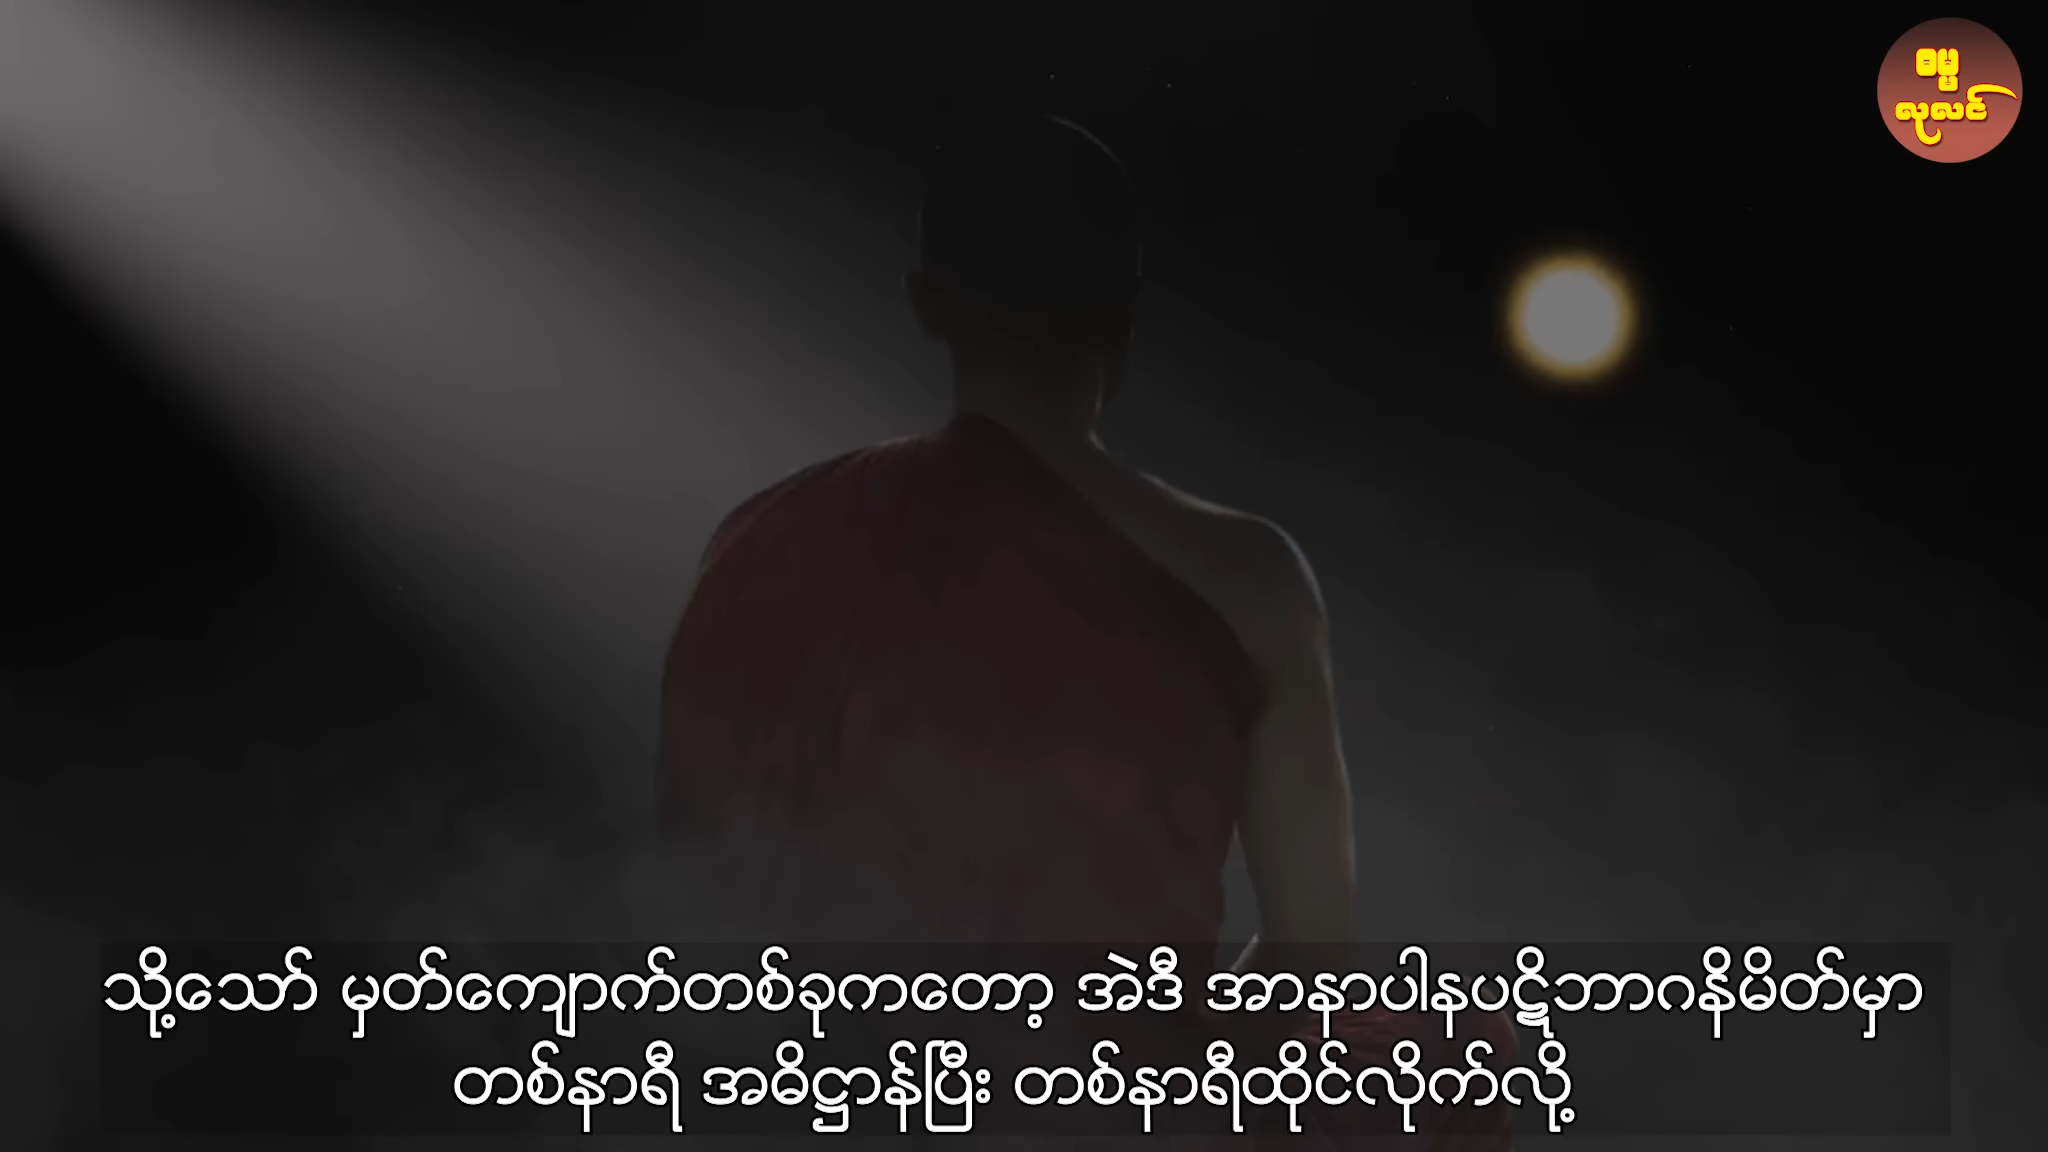 ဓမ္မ
လုလင်
သို့သော် မှတ်ကျောက်တစ်ခုကတော့ အဲဒီ အာနာပါနပဋိဘာဂနိမိတ်မှာ
တစ်နာရီ အဓိဋ္ဌာန်ပြီး တစ်နာရီထိုင်လိုက်လို့